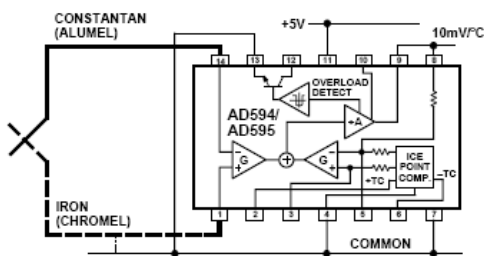 CONSTANTAN
(ALUMEL)
+5V
10mV/°C
14
13
12
11
10
9
8
OVERLOAD
DETECT
AD594/
AD595
+A
–
G
+
+
–
G
+
ICE
POINT
COMP.
–TC
+TC
IRON
(CHROMEL)
1
2
3
4
5
6
7
COMMON